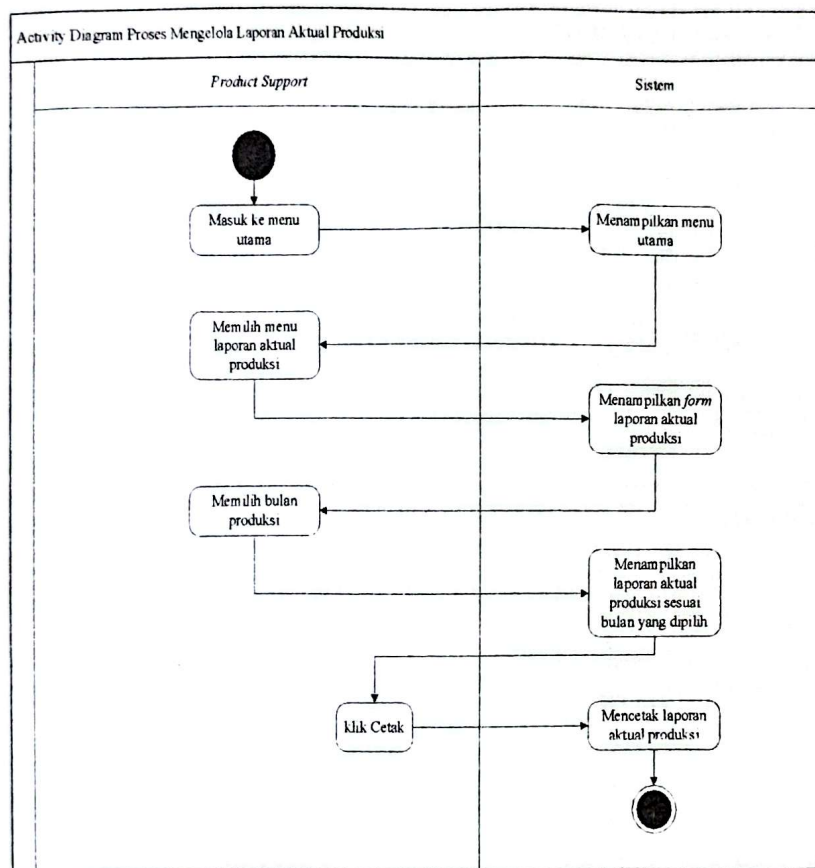 Activity Diagram Proses Mengelola Laporan Aktual Produksi
Product Support
Sistem
Masuk ke menu
utama
Menampilkan menu
utama
Memilih menu
laporan aktual
produksi
Menampilkan form
laporan aktual
produksi
Memilih bulan
produksi
Menampilkan
laporan aktual
produksi sesuai
bulan yang dipilih
klik Cetak
Mencetak laporan
aktual produksi